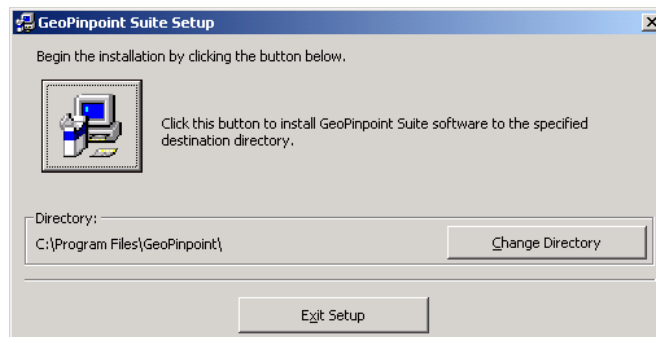 GeoPinpoint Suite Setup
Begin the installation by clicking the button below.
Click this button to install GeoPinpoint Suite software to the specified
destination directory.
Directory:
C:\Program Files\GeoPinpoint\
Change Directory
Exit Setup